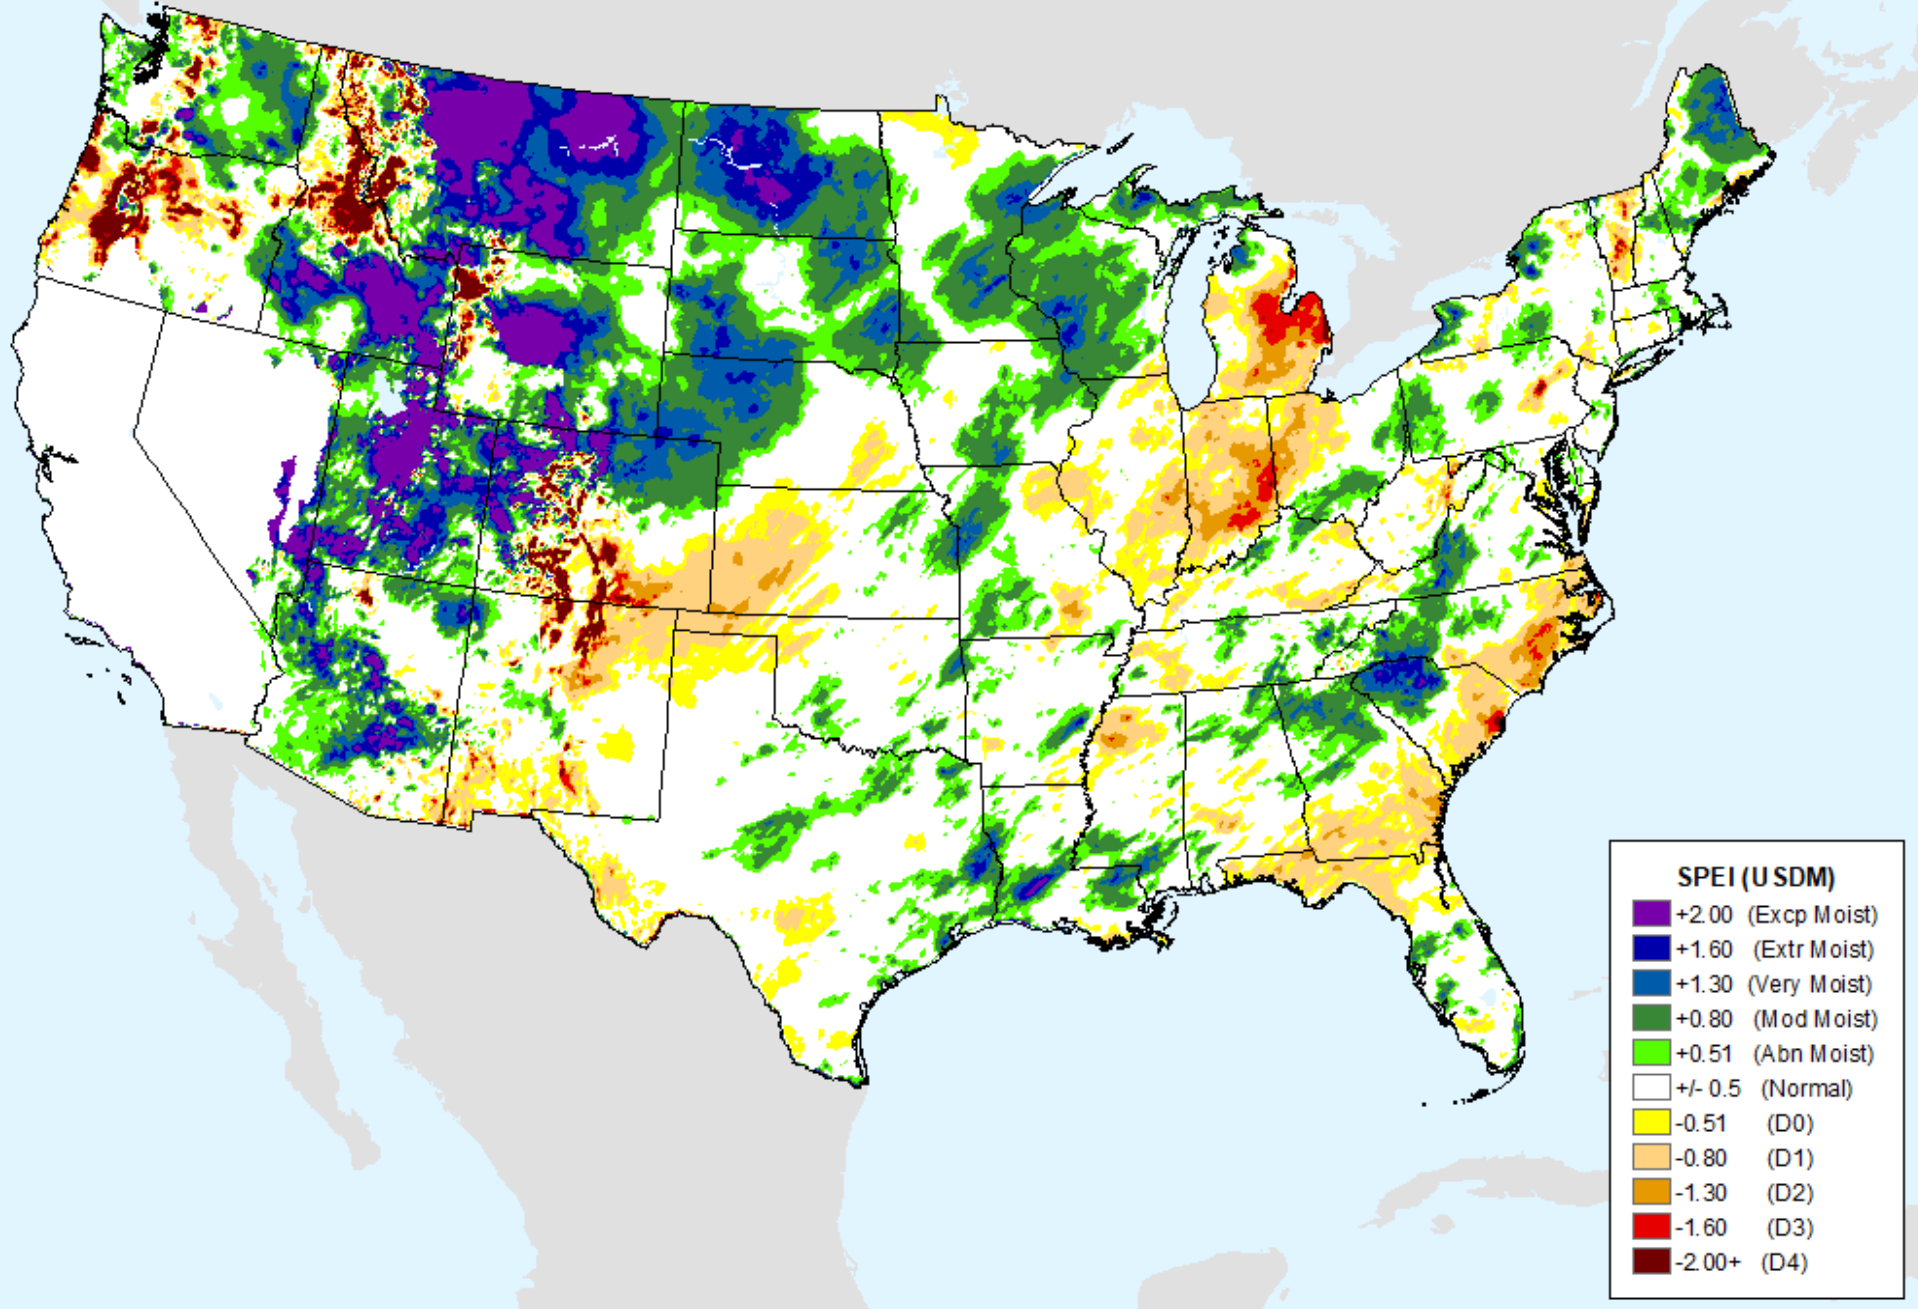 SPEI (USDM)
+2.00 (Excp Moist)
+1.60 (Extr Moist)
+1.30 (Very Moist)
+0.80 (Mod Moist)
+0.51 (Abn Moist)
+/- 0.5 (Normal)
-0.51 (D0)
-0.80 (D1)
-1.30 (D2)
-1.60 (D3)
-2.00+ (D4)